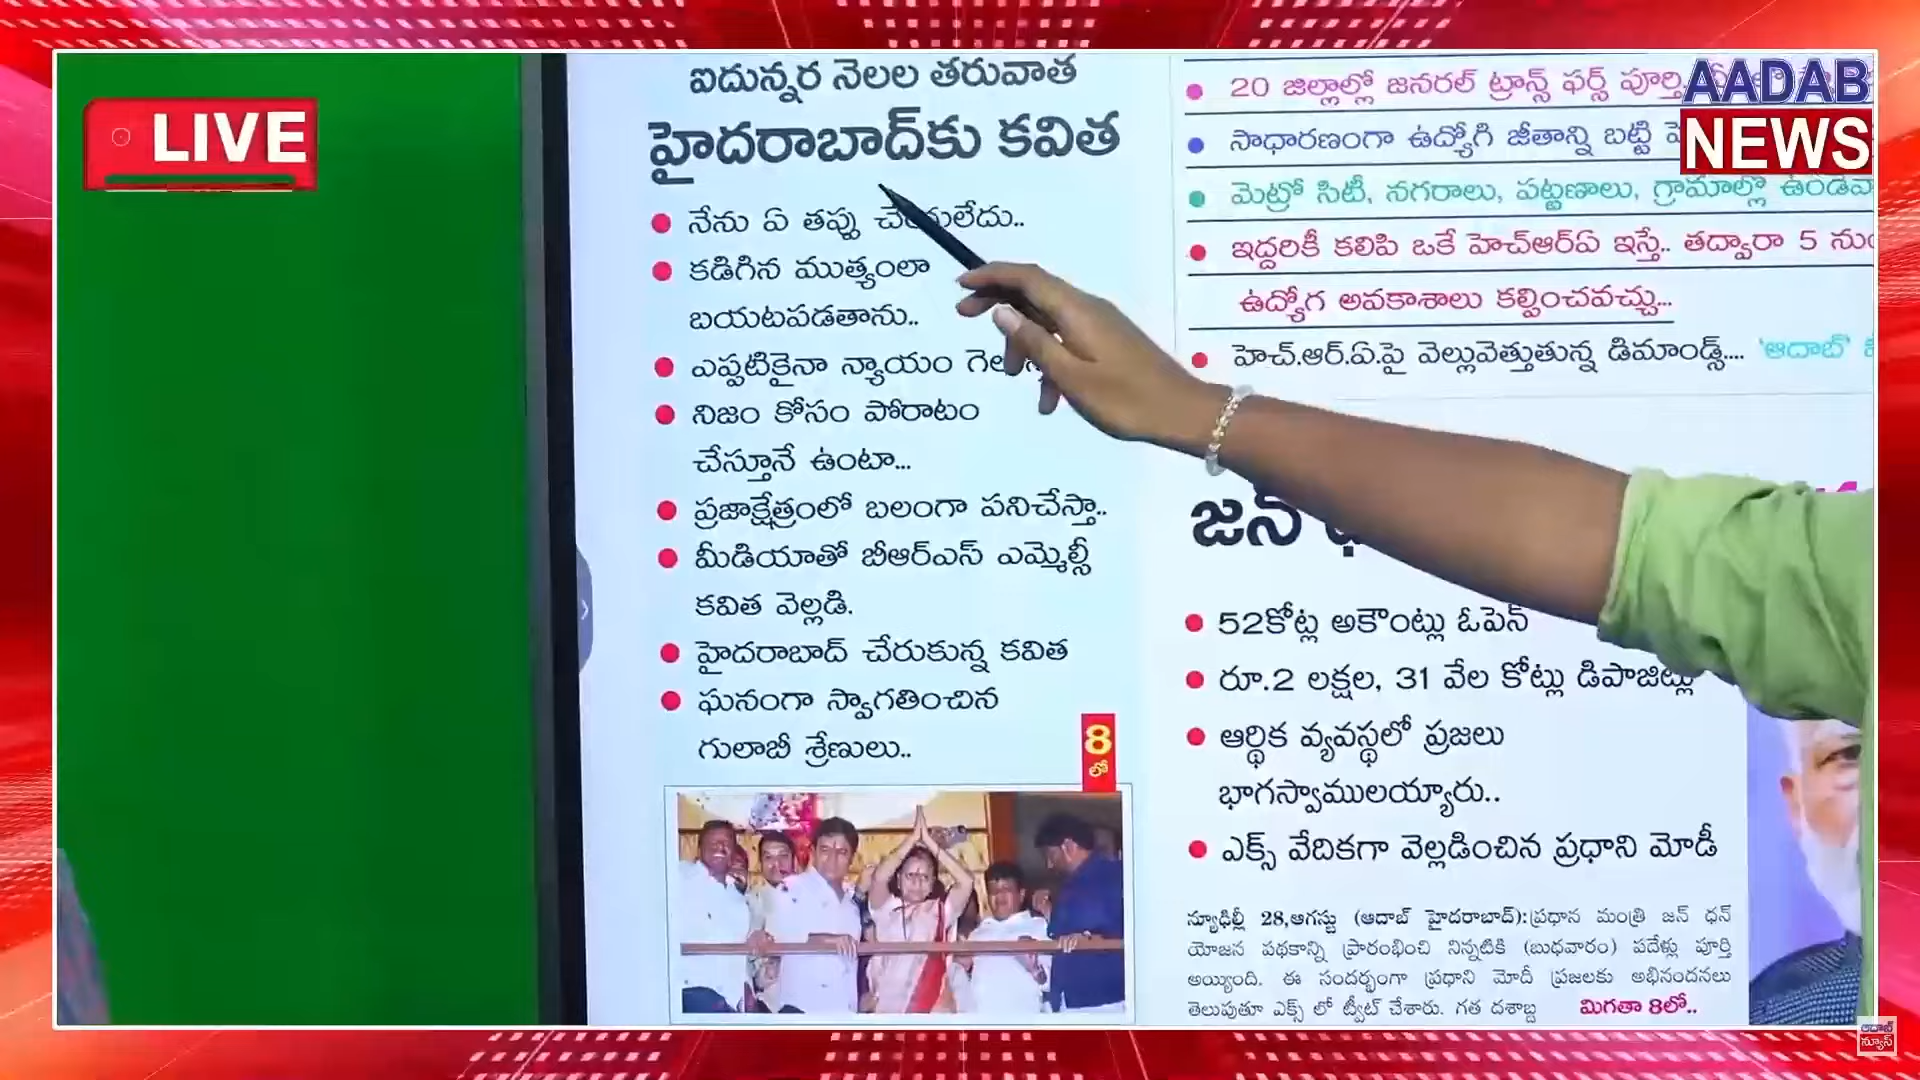 LIVE
AADAB
NEWS
ఐదున్నర నెలల తరువాత
హైదరాబాద్‌కు కవిత
నేను ఏ తప్పు
కడిగిన ముత్యంలా
బయటపడతాను..
ఎప్పటికైనా న్యాయం
నిజం కోసం పోరాటం
చేస్తూనే ఉంటా...
ప్రజాక్షేత్రంలో బలంగా పనిచేస్తా..
మీడియాతో బీఆర్ఎస్ ఎమ్మెల్సీ
కవిత వెల్లడి.
హైదరాబాద్ చేరుకున్న కవిత
ఘనంగా స్వాగతించిన
గులాబీ శ్రేణులు..
8
లో
20 జిల్లాల్లో జనరల్ ట్రాన్స్ ఫర్స్ పూర్తి
సాధారణంగా ఉద్యోగి జీతాన్ని బట్టి
మెట్రో సిటీ, నగరాలు, పట్టణాలు, గ్రామాల్లో
ఇద్దరికీ కలిపి ఒకే హెచ్ఆర్ఏ ఇస్తే.. తద్వారా 5
ఉద్యోగ అవకాశాలు కల్పించవచ్చు...
హెచ్.ఆర్.ఏ.పై వెల్లువెత్తుతున్న డిమాండ్స్.... 'ఆదాబ్'
జన్
52కోట్ల అకౌంట్లు ఓపెన్
రూ.2 లక్షల, 31 వేల కోట్లు డిపాజిట్లు
ఆర్థిక వ్యవస్థలో ప్రజలు
భాగస్వాములయ్యారు..
ఎక్స్ వేదికగా వెల్లడించిన ప్రధాని మోడీ
న్యూఢిల్లీ 28,ఆగస్టు (ఆదాబ్ హైదరాబాద్):ప్రధాన మంత్రి జన్ ధన్
యోజన పథకాన్ని ప్రారంభించి నిన్నటికి (బుధవారం) పదేళ్లు పూర్తి
అయ్యింది. ఈ సందర్భంగా ప్రధాని మోదీ ప్రజలకు అభినందనలు
తెలుపుతూ ఎక్స్ లో ట్వీట్ చేశారు. గత దశాబ్ద మిగతా 8లో..
ఆదాబ్
న్యూస్